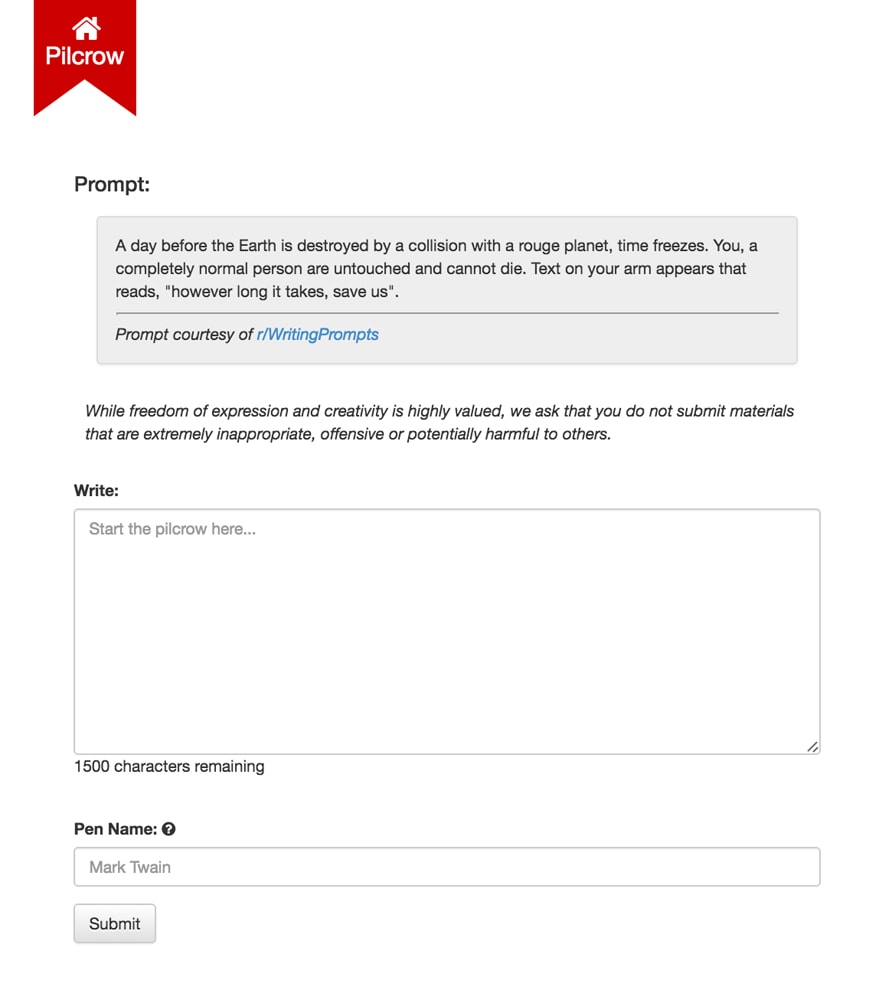 Pilcrow
Prompt:
A day before the Earth is destroyed by a collision with a rouge planet, time freezes. You, a
completely normal person are untouched and cannot die. Text on your arm appears that
reads, "however long it takes, save us".
Prompt courtesy of r/WritingPrompts
While freedom of expression and creativity is highly valued, we ask that you do not submit materials
that are extremely inappropriate, offensive or potentially harmful to others.
Write:
Start the pilcrow here...
1500 characters remaining
Pen Name: ?
Mark Twain
Submit